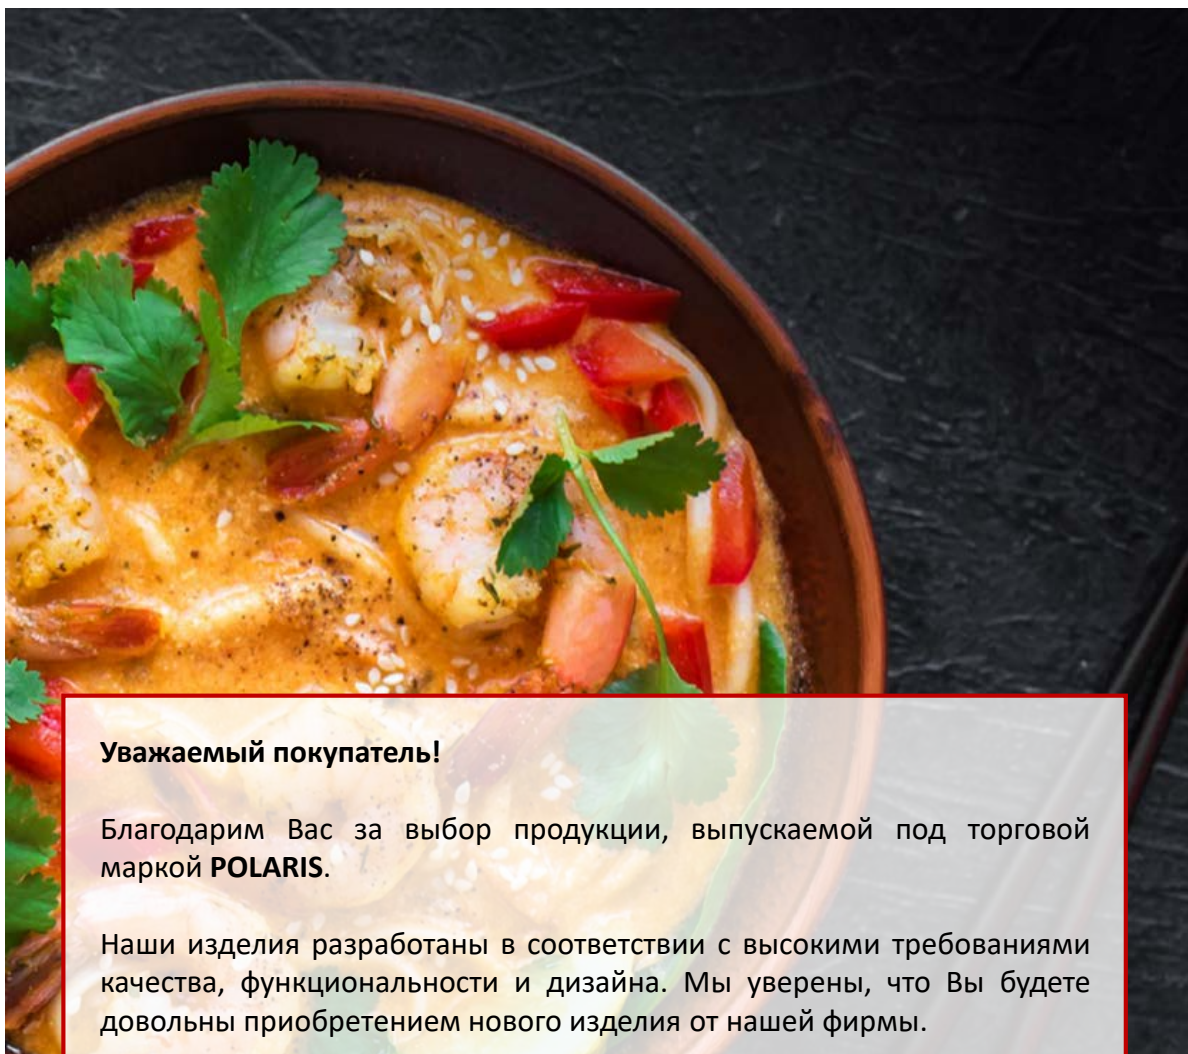 Уважаемый покупатель!
Благодарим Вас за выбор продукции, выпускаемой под торговой
маркой POLARIS.
Наши изделия разработаны в соответствии с высокими требованиями
качества, функциональности и дизайна. Мы уверены, что Вы будете
довольны приобретением нового изделия от нашей фирмы.